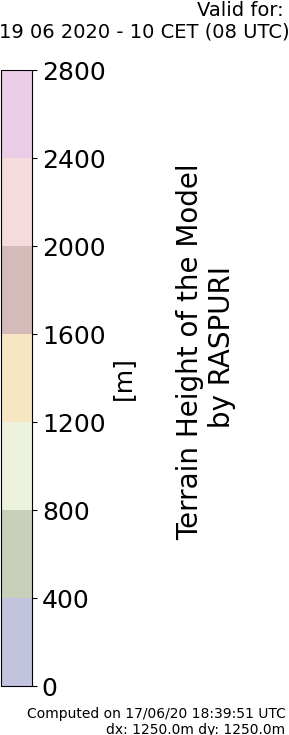 Valid for:
19 06 2020 - 10 CET (08 UTC)
2800
2400
2000
1600
1200
800
400
0
[m]
Terrain Height of the Model
by RASPURI
Computed on 17/06/20 18:39:51 UTC
dx: 1250.0m dy: 1250.0m